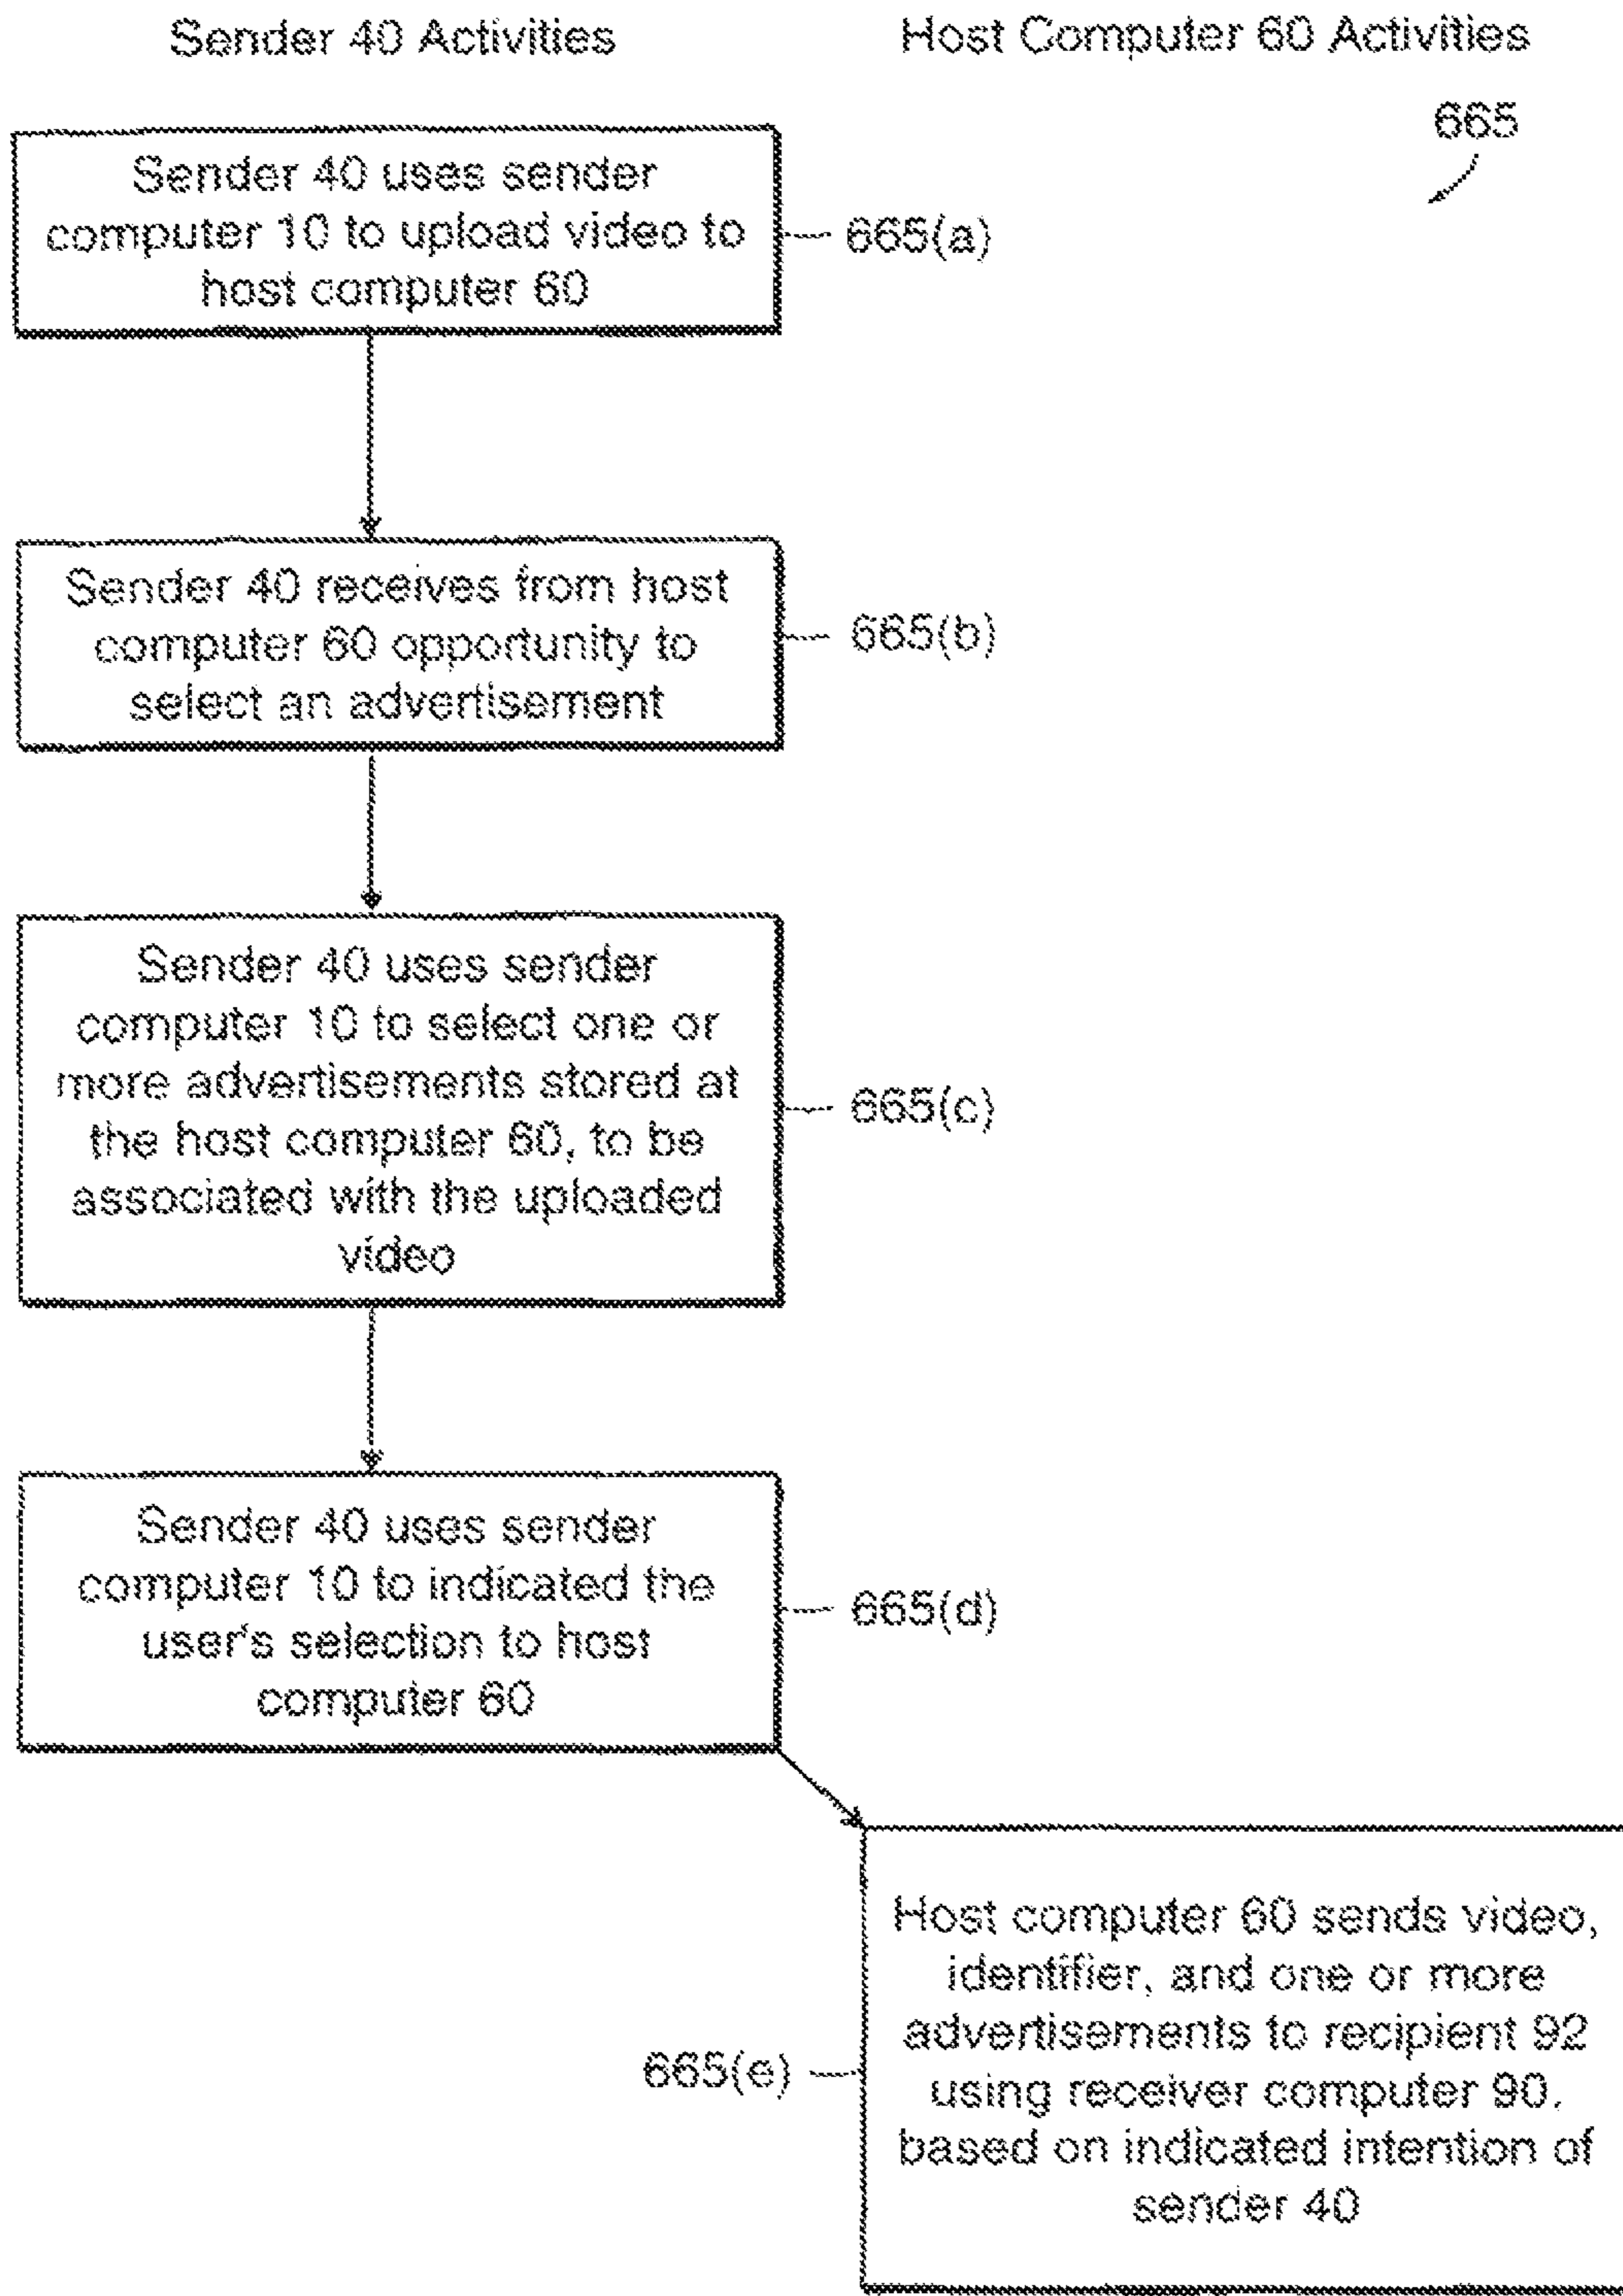 Sender 40 Activities
Host Computer 60 Activities
665
Sender 40 uses sender
computer 10 to upload video to
host computer 60
665(a)
Sender 40 receives from host
computer 60 opportunity to
select an advertisement
665(b)
Sender 40 uses sender
computer 10 to select one or
more advertisements stored at
the host computer 60, to be
associated with the uploaded
video
665(c)
Sender 40 uses sender
computer 10 to indicated the
user's selection to host
computer 60
665(d)
Host computer 60 sends video,
identifier, and one or more
advertisements to recipient 92
using receiver computer 90,
based on indicated intention of
sender 40
665(e)